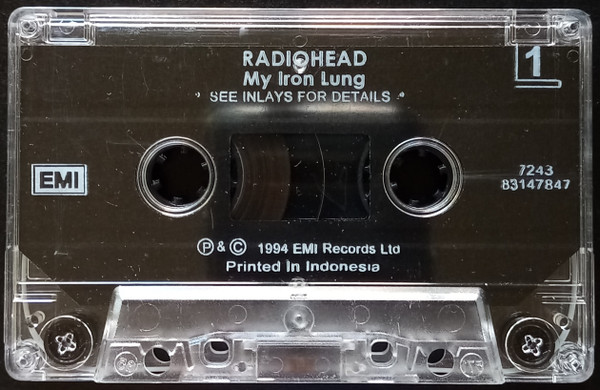 RADIOHEAD
My Iron Lung
SEE INLAYS FOR DETAILS
1
EMI
7243
83147847
Ⓟ & © 1994 EMI Records Ltd
Printed In Indonesia